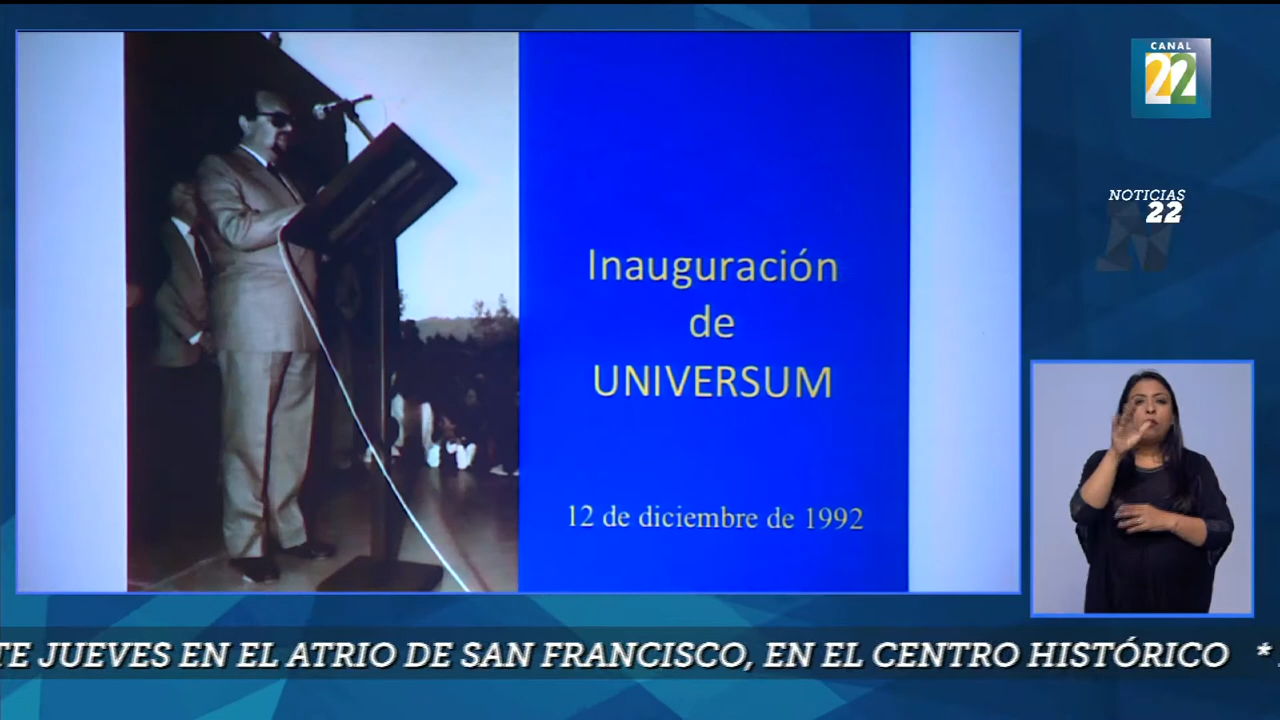 CANAL
22
NOTICIAS
22
Inauguración
de
UNIVERSUM
12 de diciembre de 1992
TE JUEVES EN EL ATRIO DE SAN FRANCISCO, EN EL CENTRO HISTÓRICO *